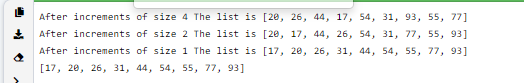 After increments of size 4 The list is [20, 26, 44, 17, 54, 31, 93, 55, 77]
After increments of size 2 The list is [20, 17, 44, 26, 54, 31, 77, 55, 93]
After increments of size 1 The list is [17, 20, 26, 31, 44, 54, 55, 77, 93]
[17, 20, 26, 31, 44, 54, 55, 77, 93]